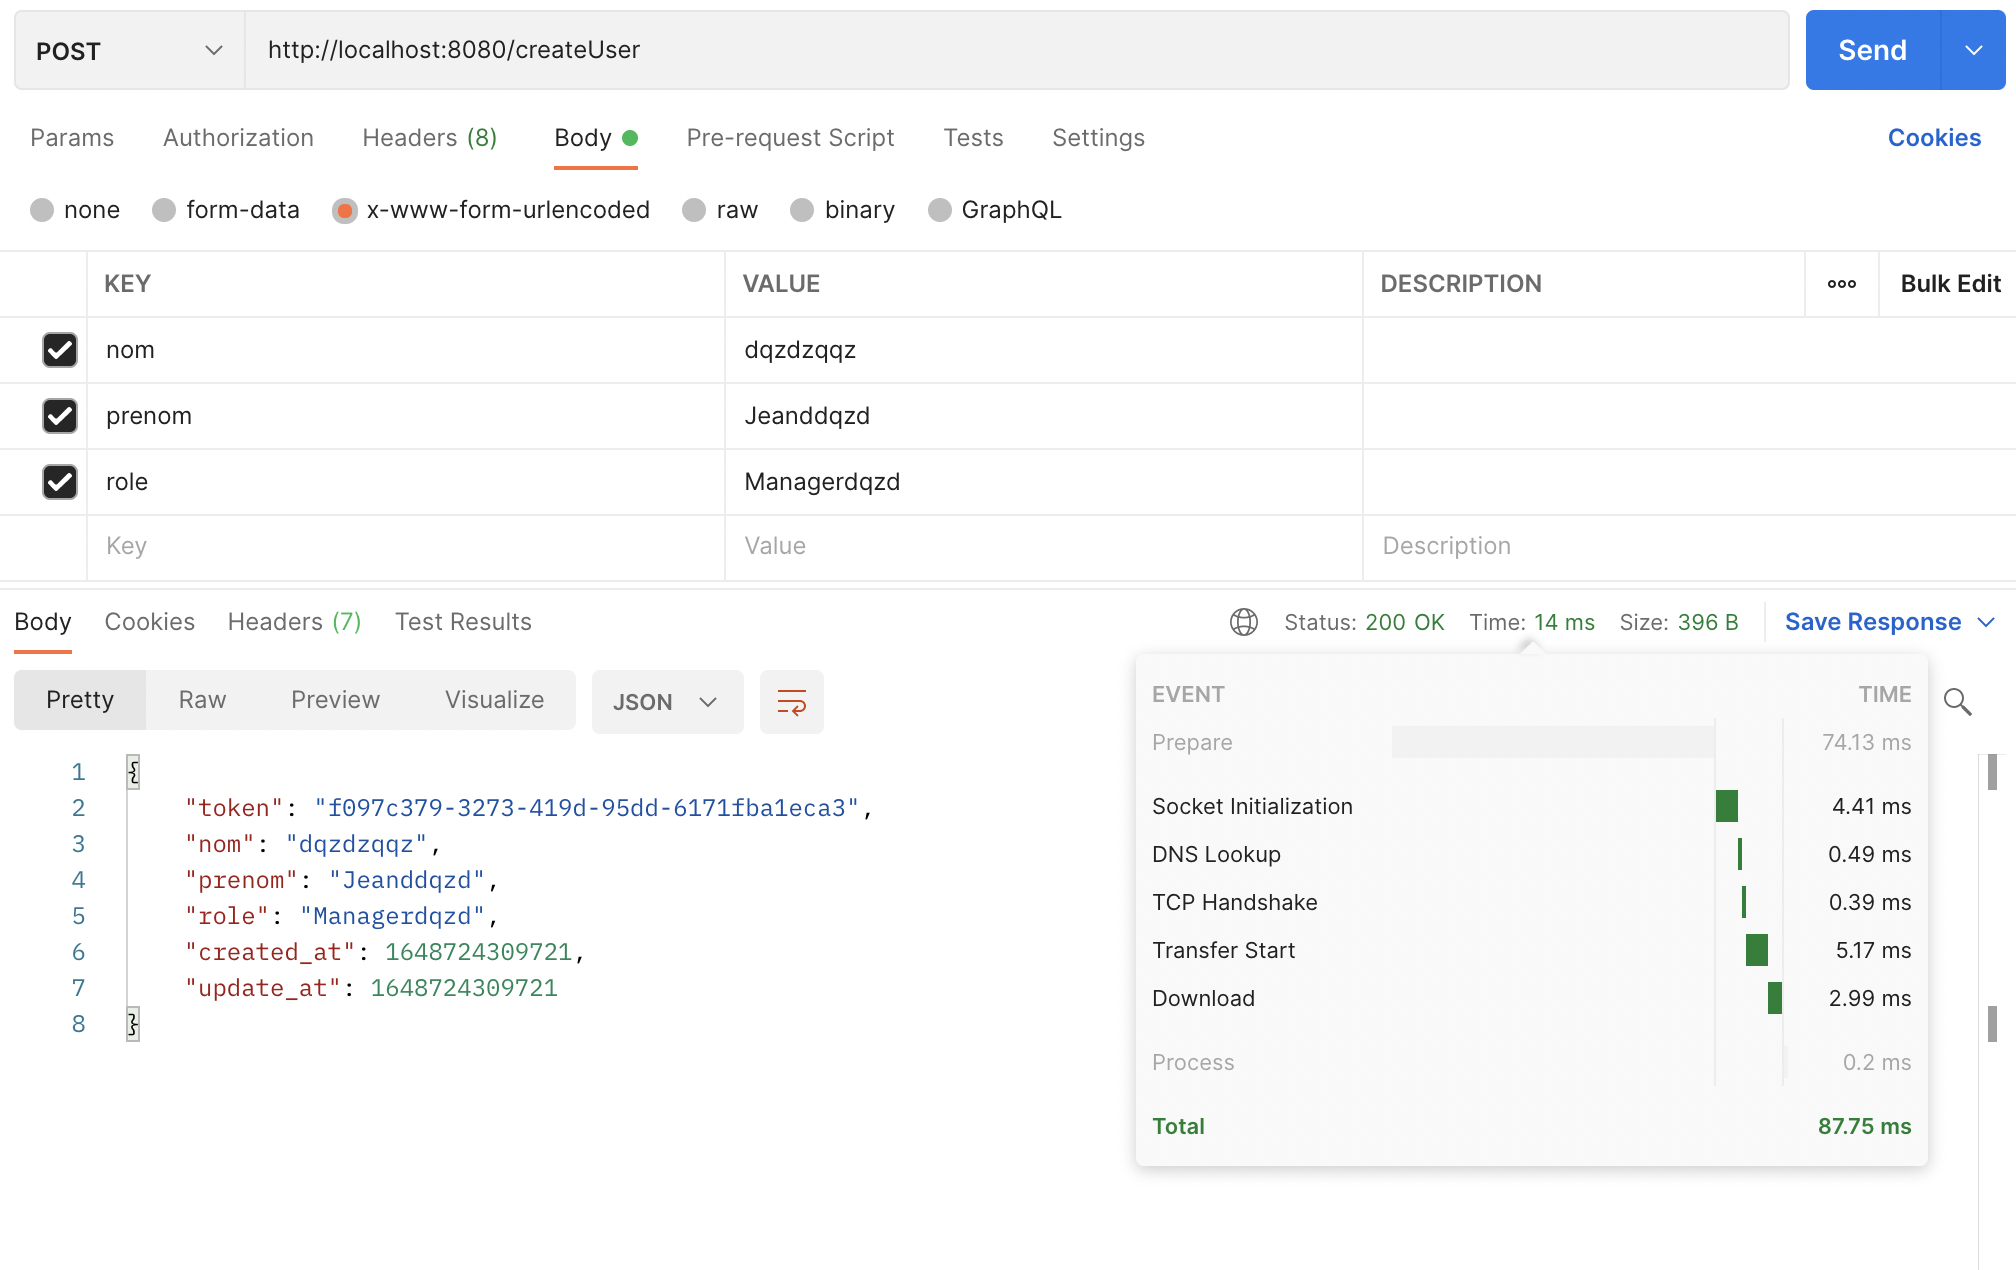 POST http://localhost:8080/createUser Send
Params Authorization Headers (8) Body Pre-request Script Tests Settings Cookies
none form-data x-www-form-urlencoded raw binary GraphQL
KEY VALUE DESCRIPTION ooo Bulk Edit
nom dqzdzqqz
prenom Jeanddqzd
role Managerdqzd
Key Value Description
Body Cookies Headers (7) Test Results Status: 200 OK Time: 14 ms Size: 396 B Save Response
Pretty Raw Preview Visualize JSON
1 {
2 "token": "f097c379-3273-419d-95dd-6171fba1eca3",
3 "nom": "dqzdzqqz",
4 "prenom": "Jeanddqzd",
5 "role": "Managerdqzd",
6 "created_at": 1648724309721,
7 "update_at": 1648724309721
8 }
EVENT TIME
Prepare 74.13 ms
Socket Initialization 4.41 ms
DNS Lookup 0.49 ms
TCP Handshake 0.39 ms
Transfer Start 5.17 ms
Download 2.99 ms
Process 0.2 ms
Total 87.75 ms